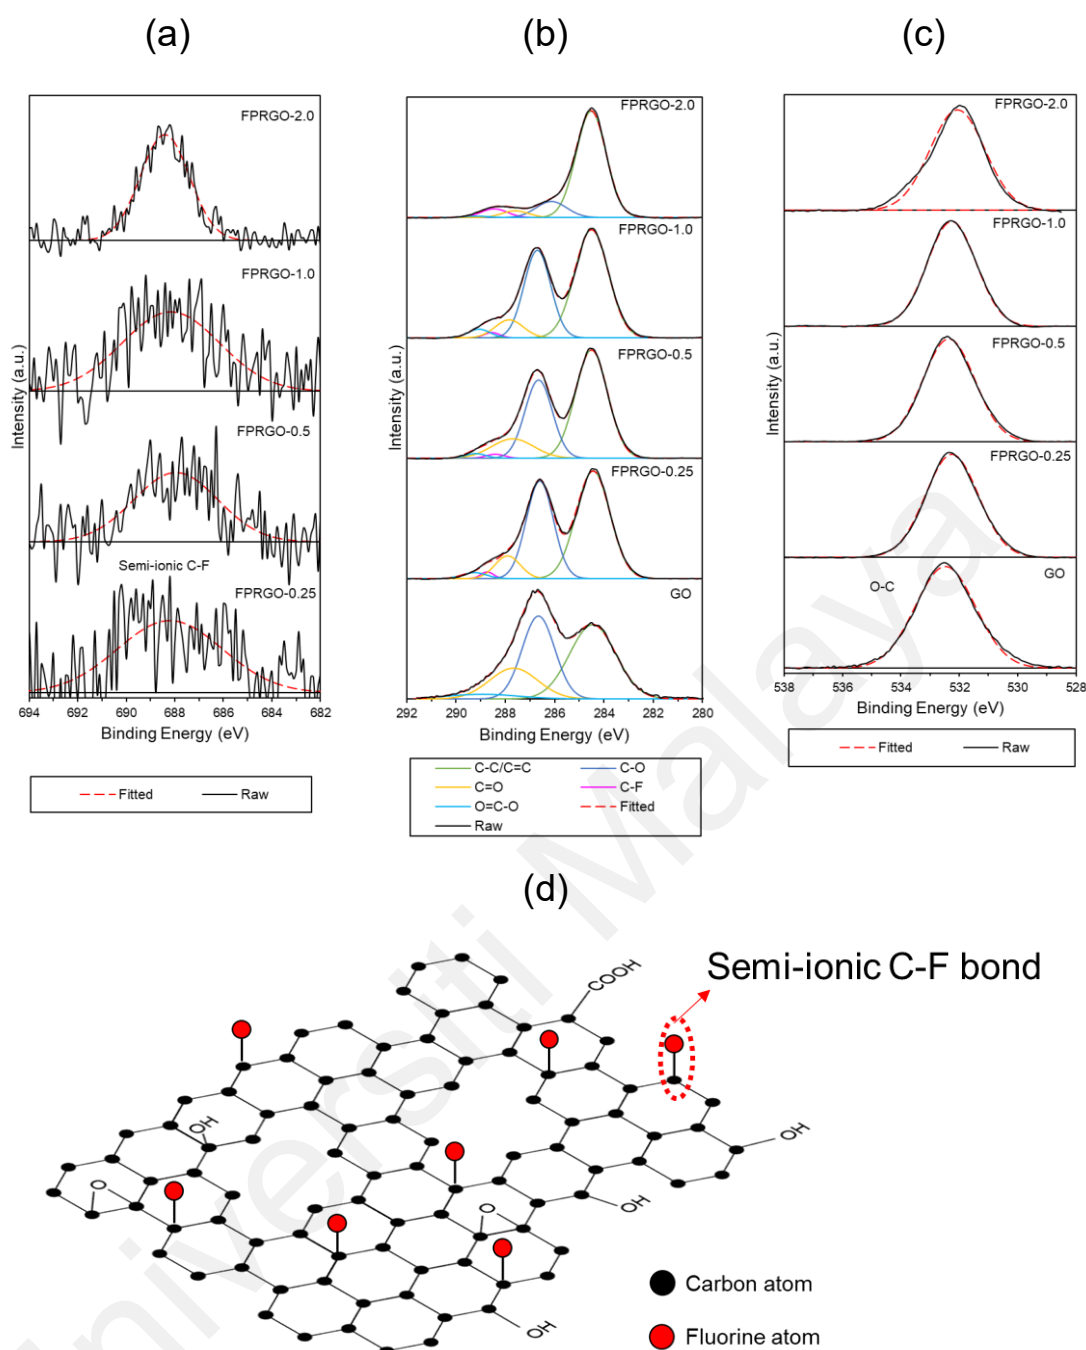 (a)
(b)
(c)
FPRGO-2.0
FPRGO-1.0
FPRGO-0.5
Semi-ionic C-F
FPRGO-0.25
Intensity (a.u.)
694 692 690 688 686 684 682
Binding Energy (eV)
Fitted Raw
FPRGO-2.0
FPRGO-1.0
FPRGO-0.5
FPRGO-0.25
GO
Intensity (a.u.)
292 290 288 286 284 282 280
Binding Energy (eV)
C-C/C=C C-O
C=O C-F
O=C-O Fitted
Raw
FPRGO-2.0
FPRGO-1.0
FPRGO-0.5
FPRGO-0.25
O-C GO
Intensity (a.u.)
538 536 534 532 530 528
Binding Energy (eV)
Fitted Raw
(d)
Semi-ionic C-F bond
COOH
OH
OH
OH
O
O
OH
Carbon atom
Fluorine atom
Universiti Malaya